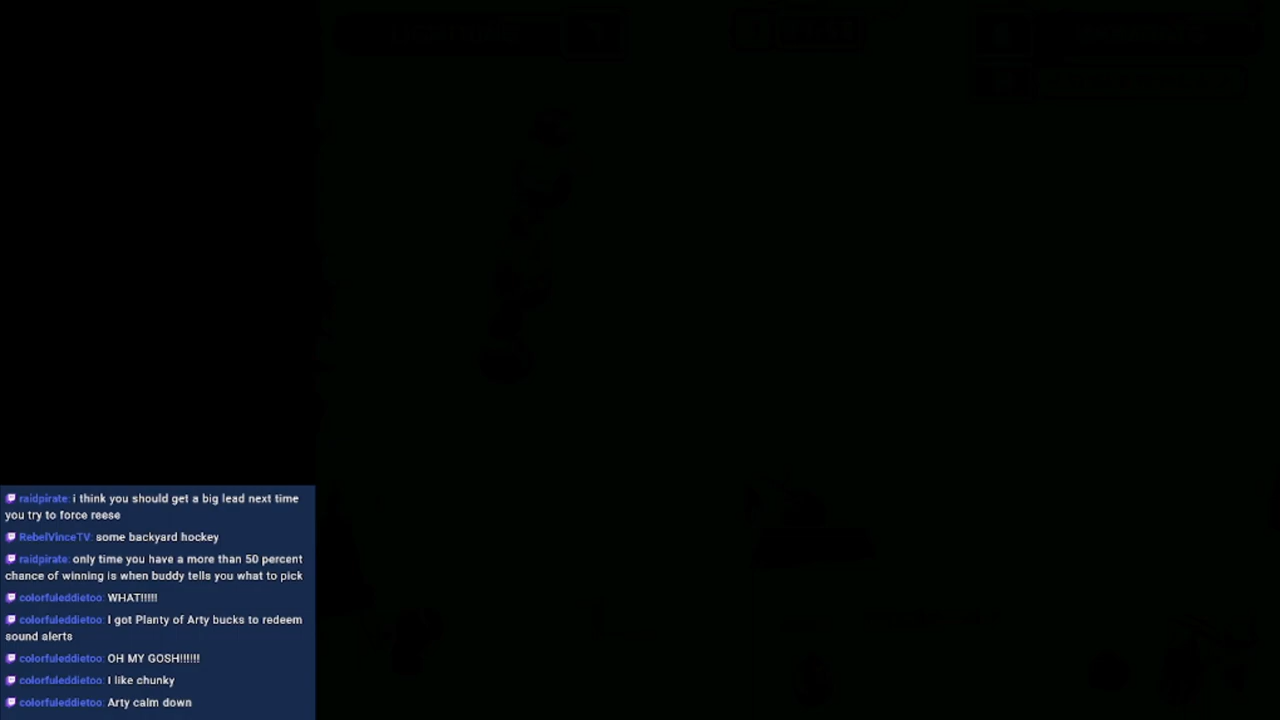 raidpirate: i think you should get a big lead next time
you try to force reese
RebelVinceTV: some backyard hockey
raidpirate: only time you have a more than 50 percent
chance of winning is when buddy tells you what to pick
colorfuleddietoo: WHAT!!!!!
colorfuleddietoo: I got Planty of Arty bucks to redeem
sound alerts
colorfuleddietoo: OH MY GOSH!!!!!!
colorfuleddietoo: I like chunky
colorfuleddietoo: Arty calm down